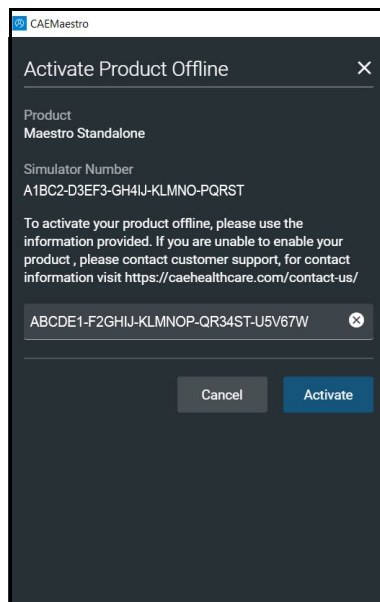 CAEMaestro
Activate Product Offline
Product
Maestro Standalone
Simulator Number
A1BC2-D3EF3-GH4IJ-KLMNO-PQRST
To activate your product offline, please use the
information provided. If you are unable to enable your
product , please contact customer support, for contact
information visit https://caehealthcare.com/contact-us/
ABCDE1-F2GHIJ-KLMNOP-QR34ST-U5V67W
Cancel
Activate